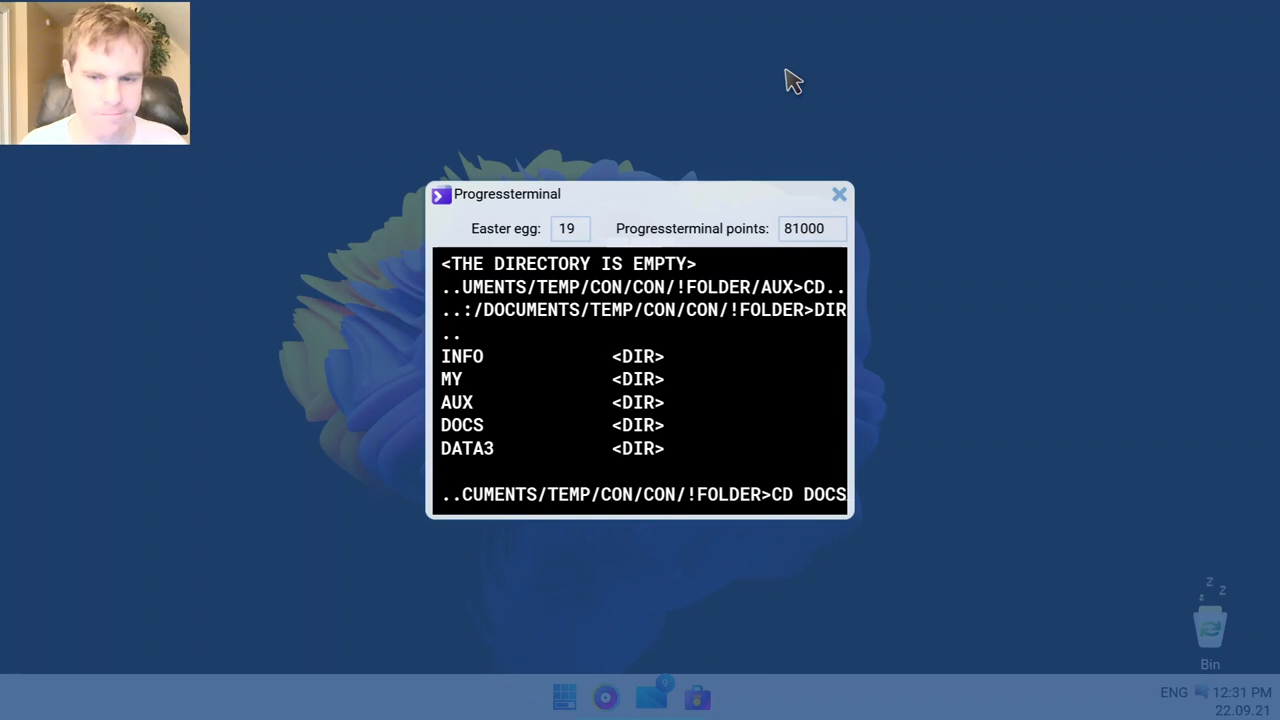 Progressterminal
Easter egg: 19 Progressterminal points: 81000
<THE DIRECTORY IS EMPTY>
..UMENTS/TEMP/CON/CON/!FOLDER/AUX>CD..
..:/DOCUMENTS/TEMP/CON/CON/!FOLDER>DIR
..
INFO <DIR>
MY <DIR>
AUX <DIR>
DOCS <DIR>
DATA3 <DIR>
..CUMENTS/TEMP/CON/CON/!FOLDER>CD DOCS
z z z
Bin
9
ENG 12:31 PM
22.09.21